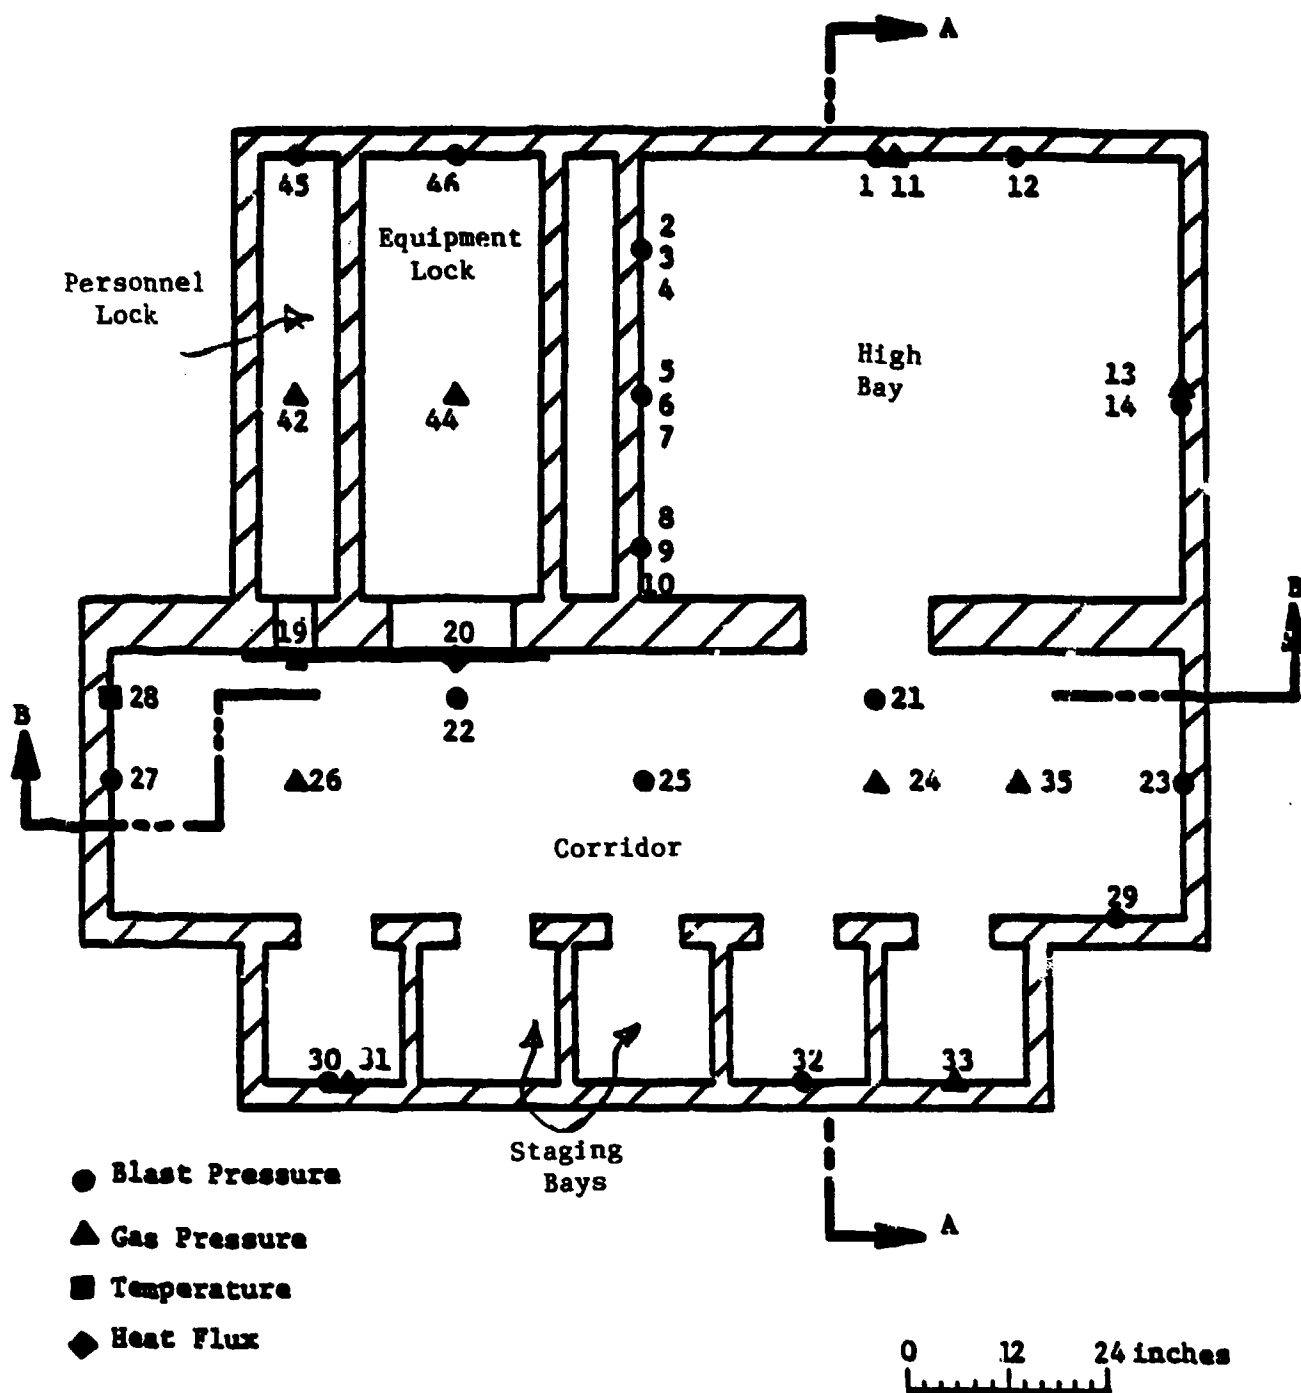 A
45
46
1 11
12
2
3
4
Equipment
Lock
Personnel
Lock
High
Bay
5
6
7
13
14
42
44
8
9
10
B
19
20
28
22
21
B
27
26
25
24
35
23
Corridor
29
30
31
32
33
Staging
Bays
A
Blast Pressure
Gas Pressure
Temperature
Heat Flux
0 12 24 inches